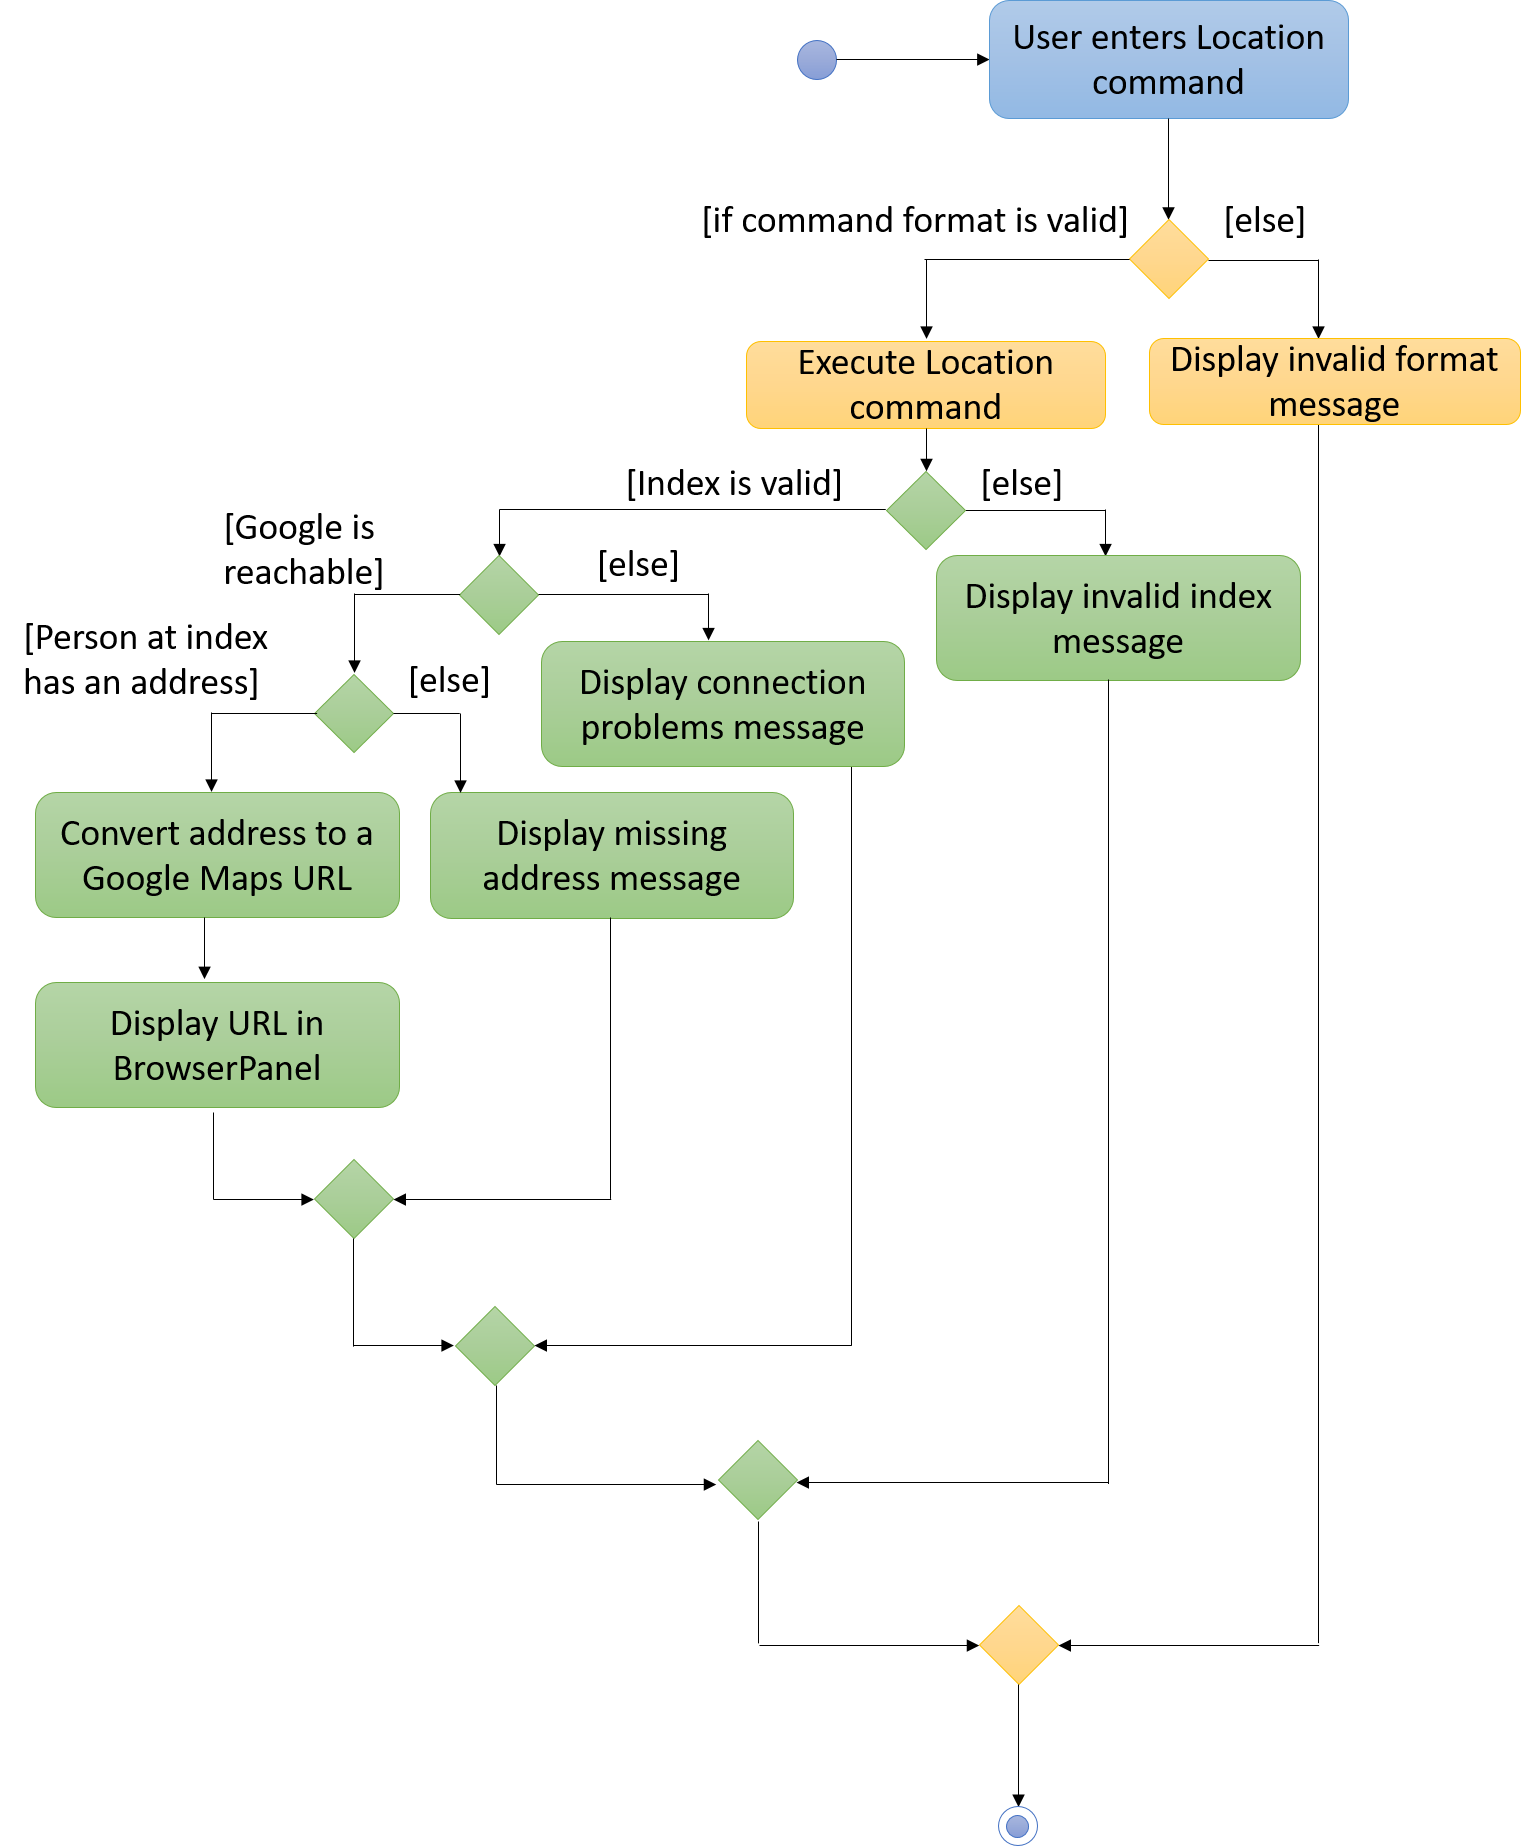 User enters Location
command
[if command format is valid]
[else]
Execute Location
command
Display invalid format
message
[Index is valid]
[else]
[Google is
reachable]
[else]
Display invalid index
message
[Person at index
has an address]
[else]
Display connection
problems message
Convert address to a
Google Maps URL
Display missing
address message
Display URL in
BrowserPanel